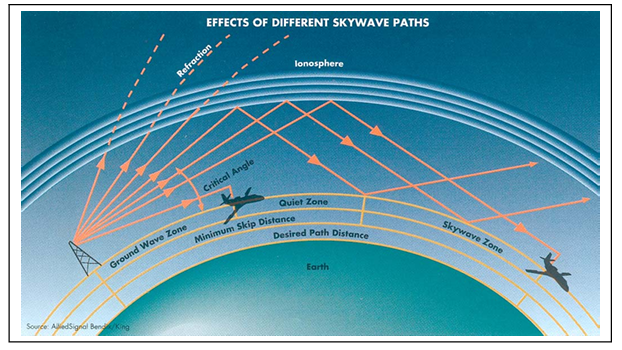 EFFECTS OF DIFFERENT SKYWAVE PATHS
Refraction
Ionosphere
Critical Angle
Quiet Zone
Ground Wave Zone
Minimum Skip Distance
Skywave Zone
Desired Path Distance
Earth
Source: AlliedSignal Bendix/King